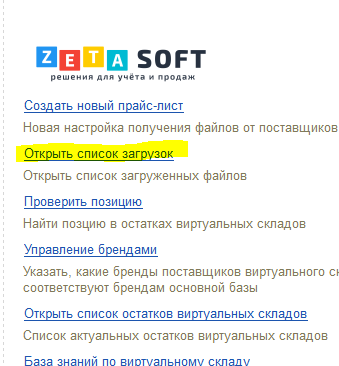 ZETA SOFT
решения для учёта и продаж
Создать новый прайс-лист
Новая настройка получения файлов от поставщиков
Открыть список загрузок
Открыть список загруженных файлов
Проверить позицию
Найти позцию в остатках виртуальных складов
Управление брендами
Указать, какие бренды поставщиков виртуального ск
соответствуют брендам основной базы
Открыть список остатков виртуальных складов
Список актуальных остатков виртуальных складов
База знаний по виртуальному складу